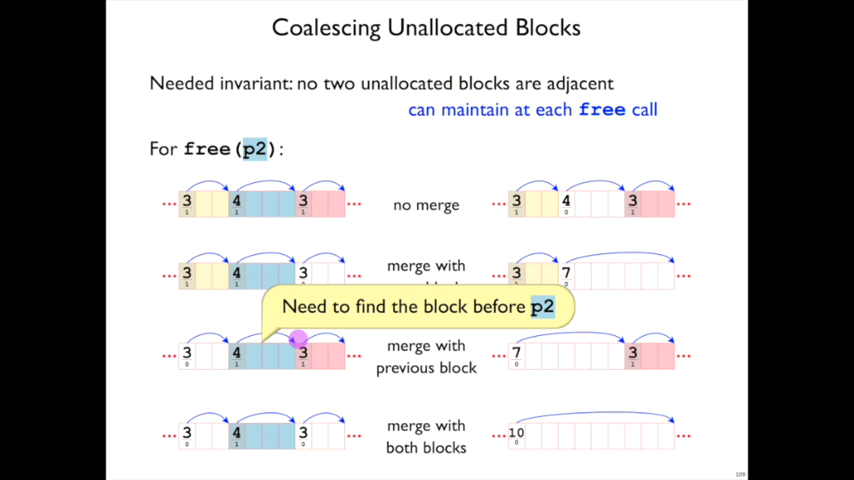 Coalescing Unallocated Blocks
Needed invariant: no two unallocated blocks are adjacent
can maintain at each free call
For free(p2):
... 3 1 4 1 3 1 ... no merge ... 3 1 4 0 3 1 ...
... 3 1 4 1 3 0 ... merge with ... 3 1 7 0 ...
Need to find the block before p2
... 3 0 4 1 3 1 ... merge with ... 7 0 3 1 ...
previous block
... 3 0 4 1 3 0 ... merge with ... 10 0 ...
both blocks
109